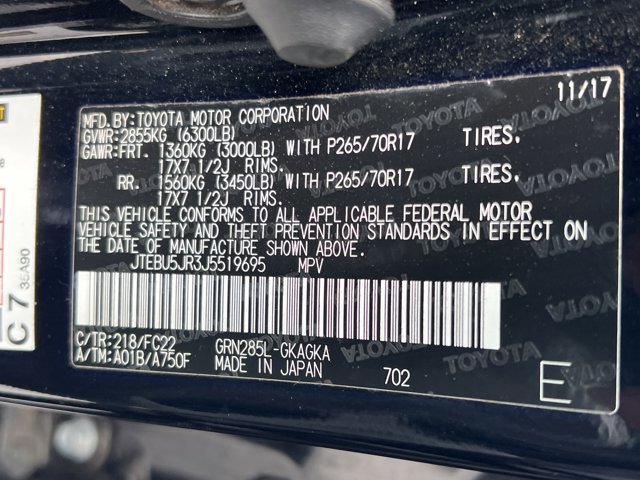 11/17
MFD.BY:TOYOTA MOTOR CORPORATION
GVWR:2855KG (6300LB)
GAWR:FRT. 1360KG (3000LB) WITH P265/70R17 TIRES.
17X7 1/2J RIMS.
RR. 1560KG (3450LB) WITH P265/70R17 TIRES.
17X7 1/2J RIMS.
THIS VEHICLE CONFORMS TO ALL APPLICABLE FEDERAL MOTOR
VEHICLE SAFETY AND THEFT PREVENTION STANDARDS IN EFFECT ON
THE DATE OF MANUFACTURE SHOWN ABOVE.
JTEBU5JR3J5519695 MPV
C/TR:218/FC22 GRN285L-GKAGKA
A/TM:A01B/A750F MADE IN JAPAN 702
E
C 7
35A90
TOYOTA